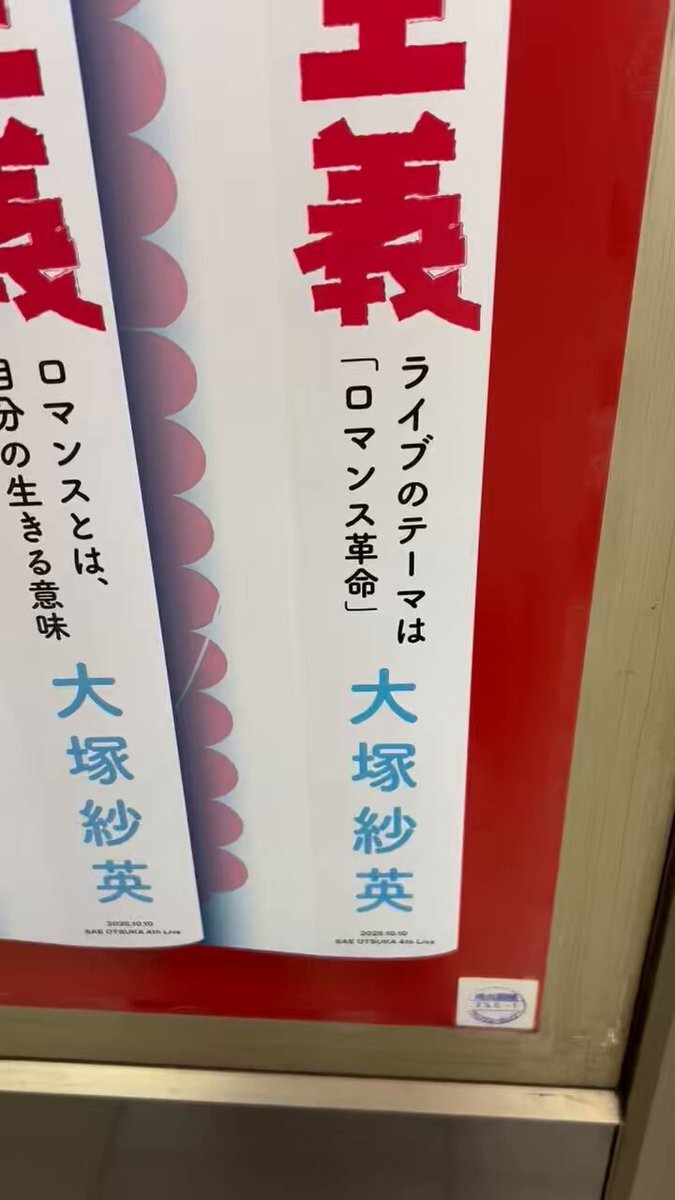 主義
ライブのテーマは
「ロマンス革命」
大塚紗英
2025.10.10
SAE OTSUKA 4th Live
義
ロマンスとは、
自分の生きる意味
大塚紗英
2025.10.10
SAE OTSUKA 4th Live